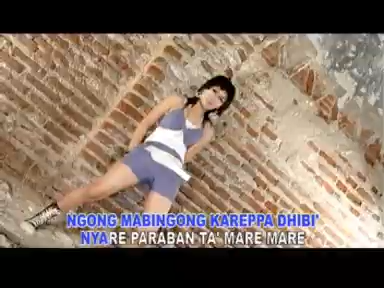 NGONG MABINGONG KAREPPA DHIBI'
NYARE PARABAN TA' MARE MARE